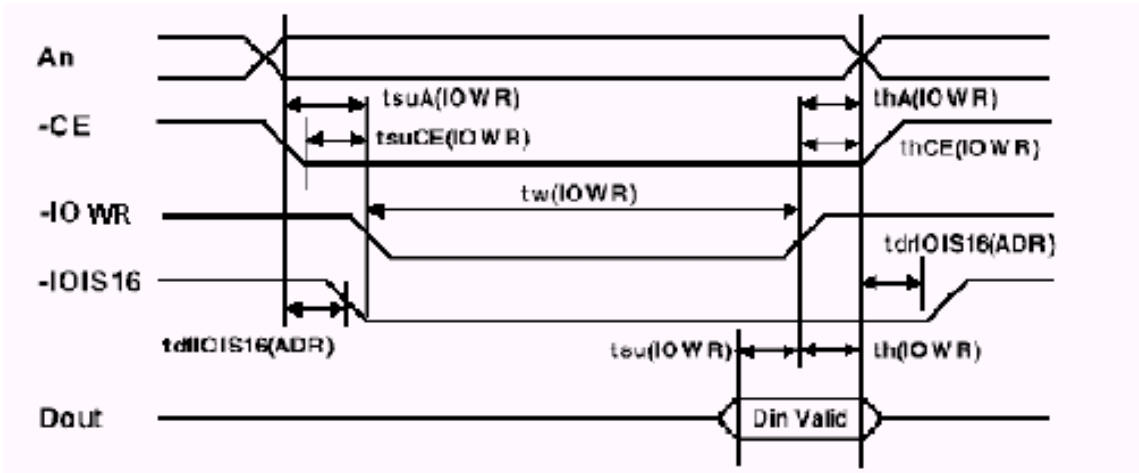 An
tsuA(IOWR)
thA(IOWR)
-CE
tsuCE(IOWR)
thCE(IOWR)
tw(IOWR)
-IO WR
tdrIOIS16(ADR)
-IOIS16
tdfIOIS16(ADR)
tsu(IOWR)
th(IOWR)
Dout
Din Valid